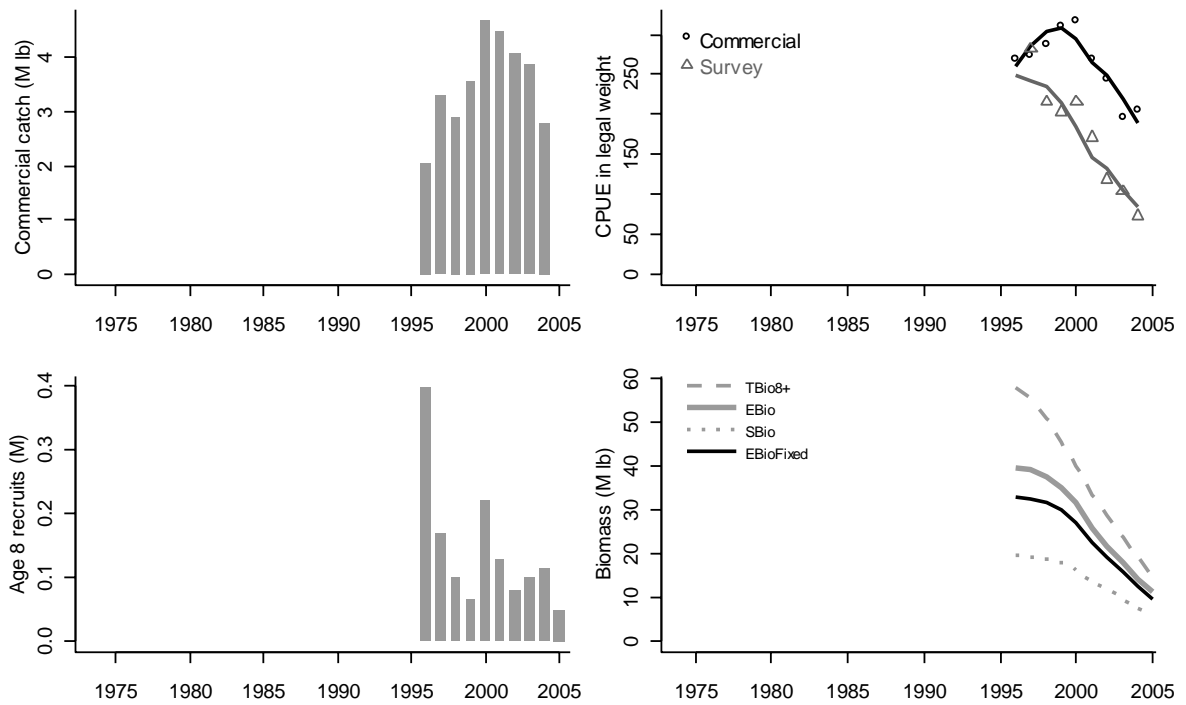 Commercial catch (M lb)
0 1 2 3 4
1975 1980 1985 1990 1995 2000 2005
CPUE in legal weight
50 150 250
Commercial
Survey
1975 1980 1985 1990 1995 2000 2005
Age 8 recruits (M)
0.0 0.1 0.2 0.3 0.4
1975 1980 1985 1990 1995 2000 2005
Biomass (M lb)
0 10 20 30 40 50 60
TBio8+
EBio
SBio
EBioFixed
1975 1980 1985 1990 1995 2000 2005